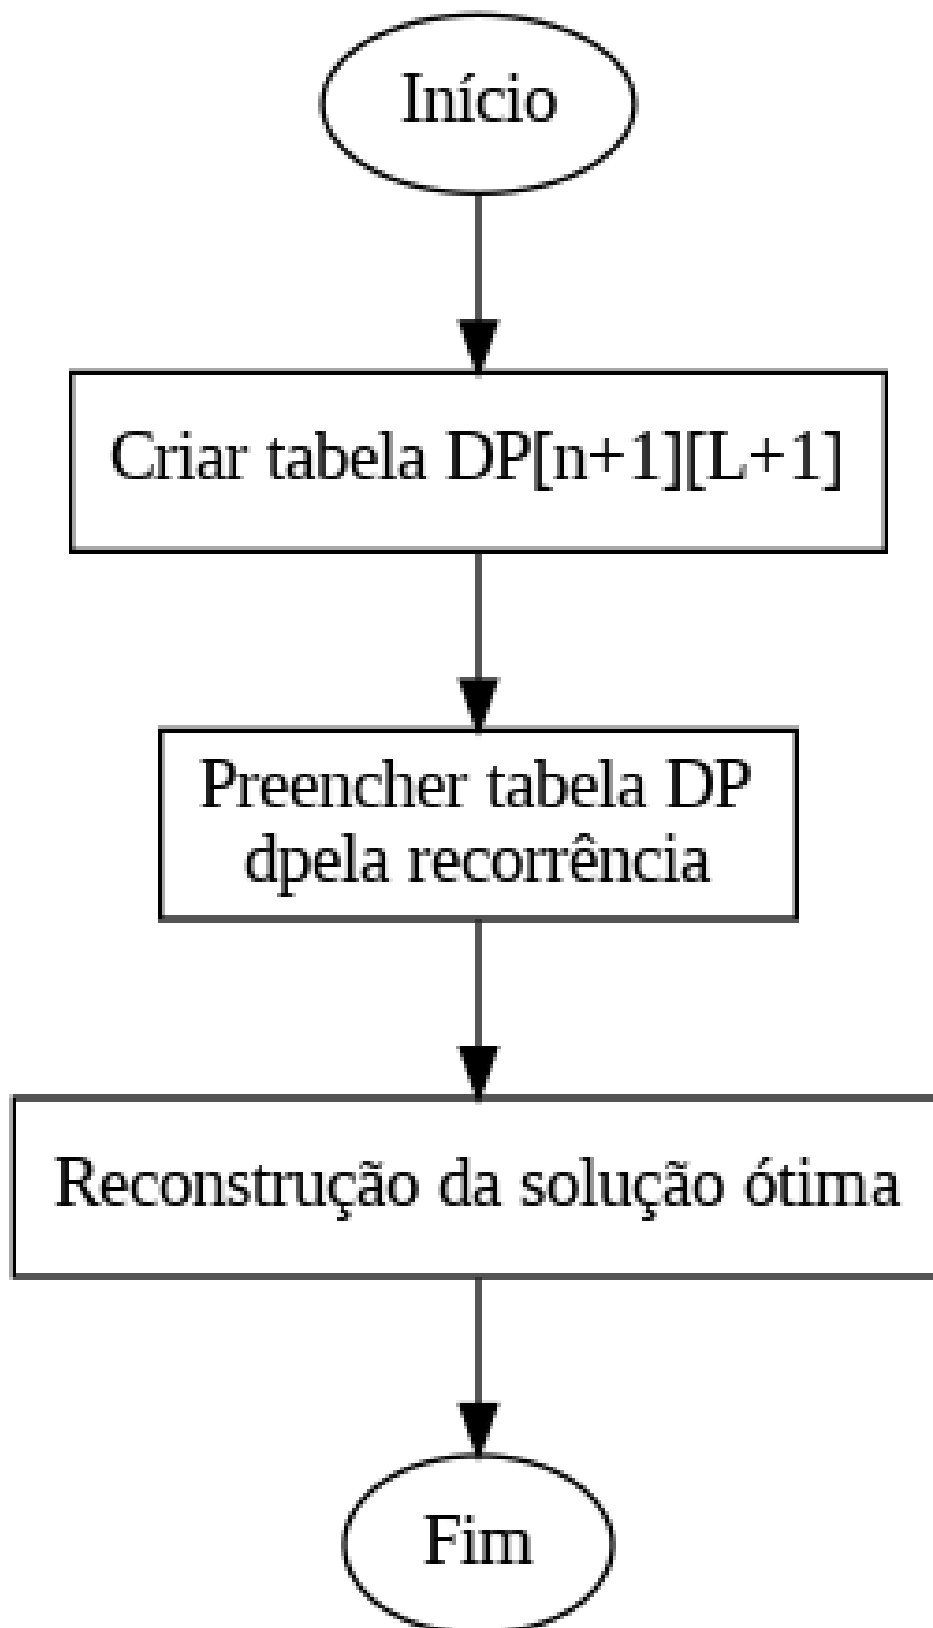 Início
Criar tabela DP[n+1][L+1]
Preencher tabela DP
dpela recorrência
Reconstrução da solução ótima
Fim